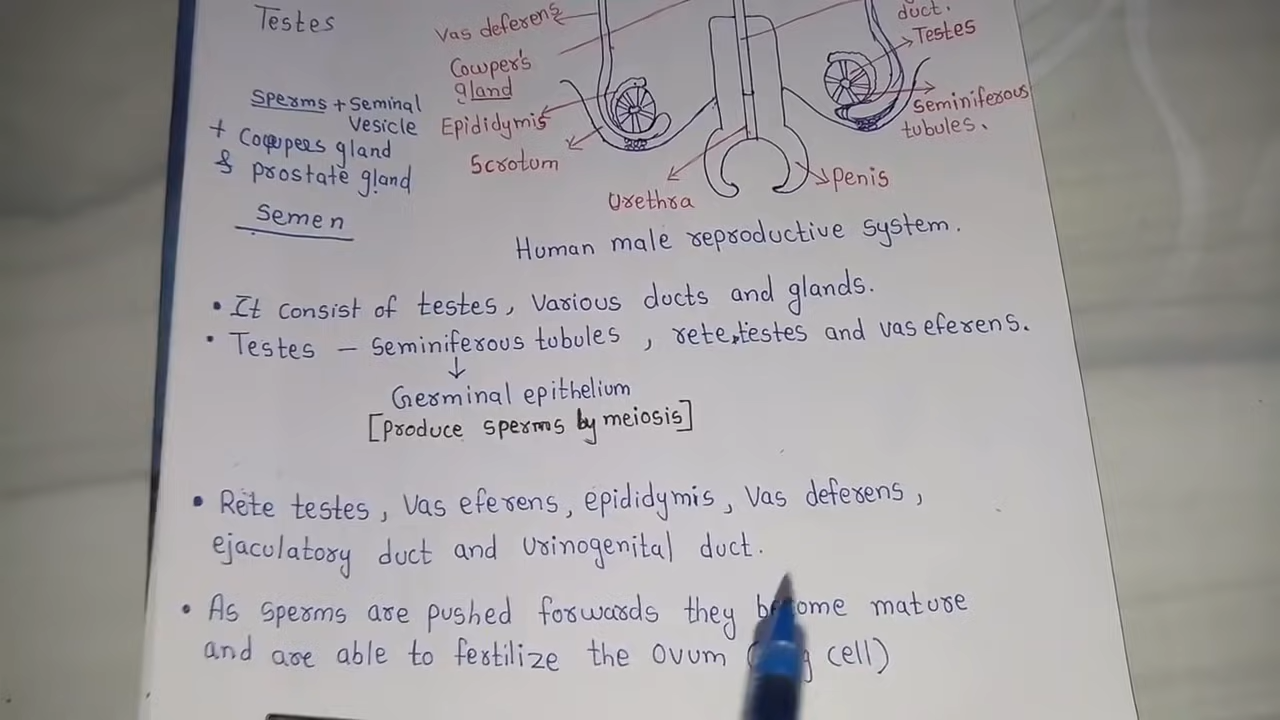 Testes
Vas deferens
duct.
Testes
Cowper's
gland
Sperms + Seminal
Vesicle
+ Cowpers gland
& prostate gland
Semen
Epididymis
Scrotum
Seminiferous
tubules.
Urethra
Penis
Human male reproductive system.
• It consist of testes, Various ducts and glands.
• Testes – Seminiferous tubules, rete testes and vas eferens.
↓
Germinal epithelium
[Produce sperms by meiosis]
• Rete testes, Vas eferens, epididymis, Vas deferens,
ejaculatory duct and Urinogenital duct.
• As sperms are pushed forwards they become mature
and are able to fertilize the ovum cell)